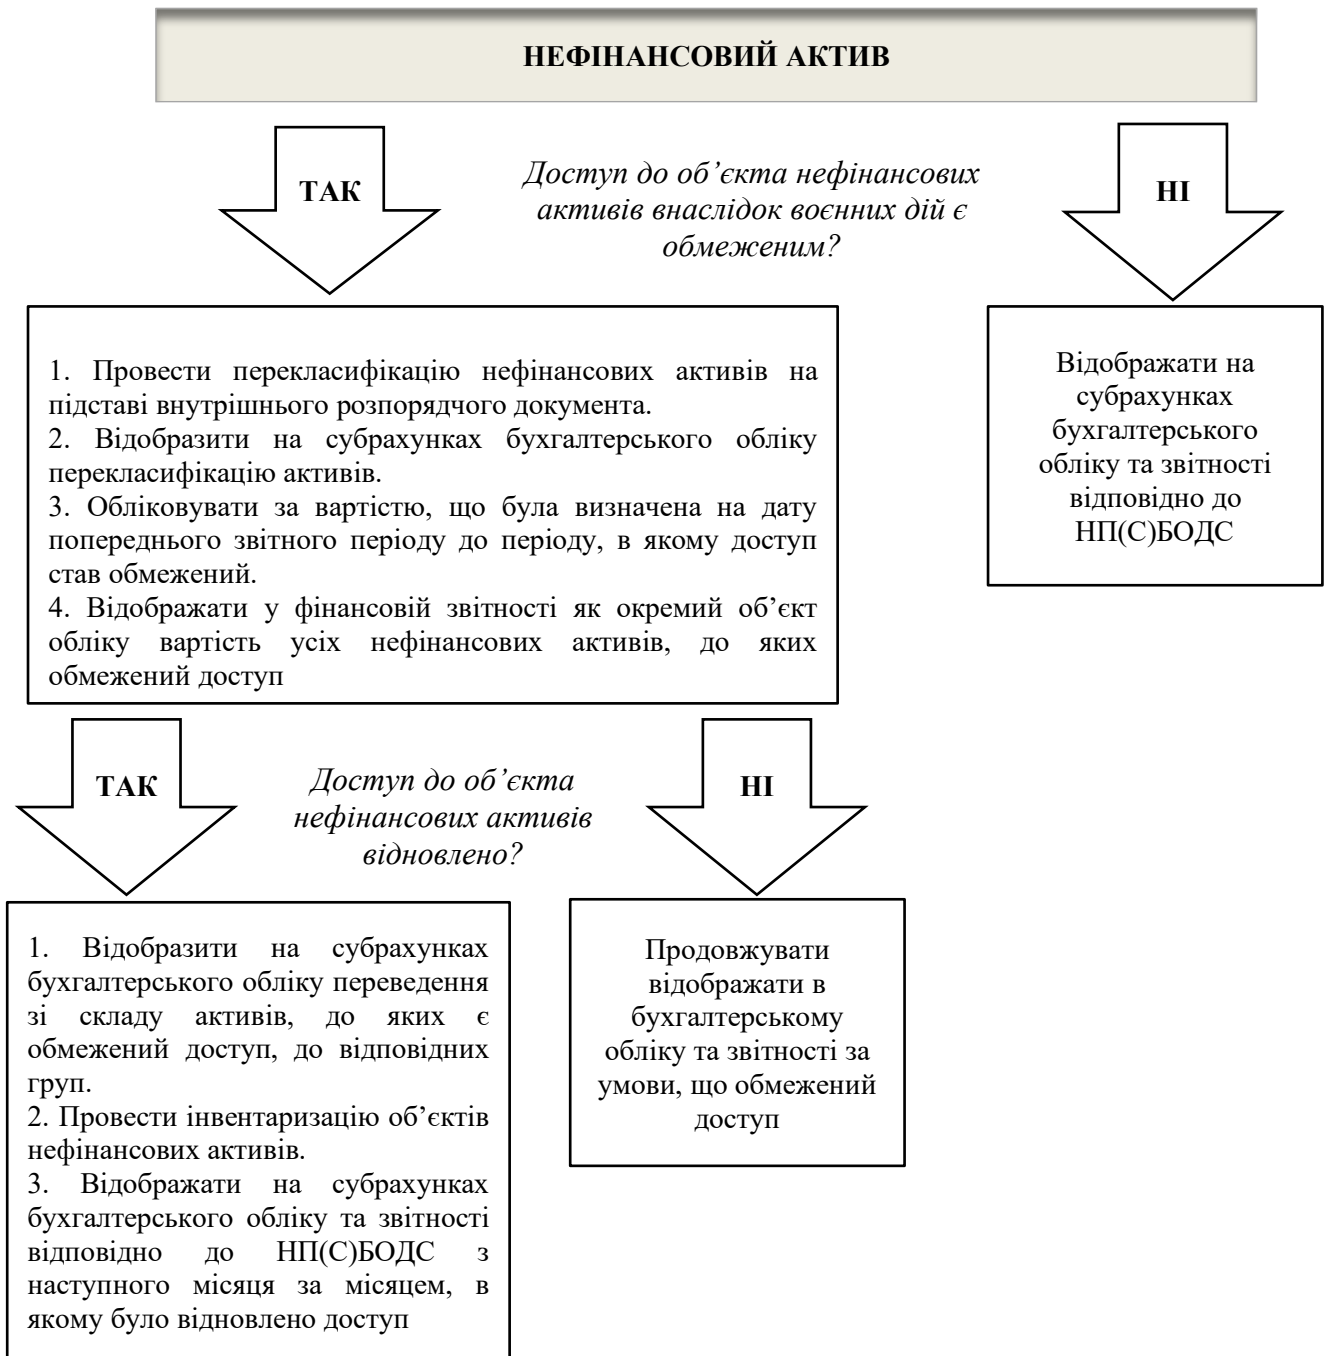 НЕФІНАНСОВИЙ АКТИВ
ТАК
Доступ до об’єкта нефінансових
активів внаслідок воєнних дій є
обмеженим?
НІ
1. Провести перекласифікацію нефінансових активів на
підставі внутрішнього розпорядчого документа.
2. Відобразити на субрахунках бухгалтерського обліку
перекласифікацію активів.
3. Обліковувати за вартістю, що була визначена на дату
попереднього звітного періоду до періоду, в якому доступ
став обмежений.
4. Відображати у фінансовій звітності як окремий об’єкт
обліку вартість усіх нефінансових активів, до яких
обмежений доступ
Відображати на
субрахунках
бухгалтерського
обліку та звітності
відповідно до
НП(С)БОДС
ТАК
Доступ до об’єкта
нефінансових активів
відновлено?
НІ
1. Відобразити на субрахунках
бухгалтерського обліку переведення
зі складу активів, до яких є
обмежений доступ, до відповідних
груп.
2. Провести інвентаризацію об’єктів
нефінансових активів.
3. Відображати на субрахунках
бухгалтерського обліку та звітності
відповідно до НП(С)БОДС з
наступного місяця за місяцем, в
якому було відновлено доступ
Продовжувати
відображати в
бухгалтерському
обліку та звітності за
умови, що обмежений
доступ